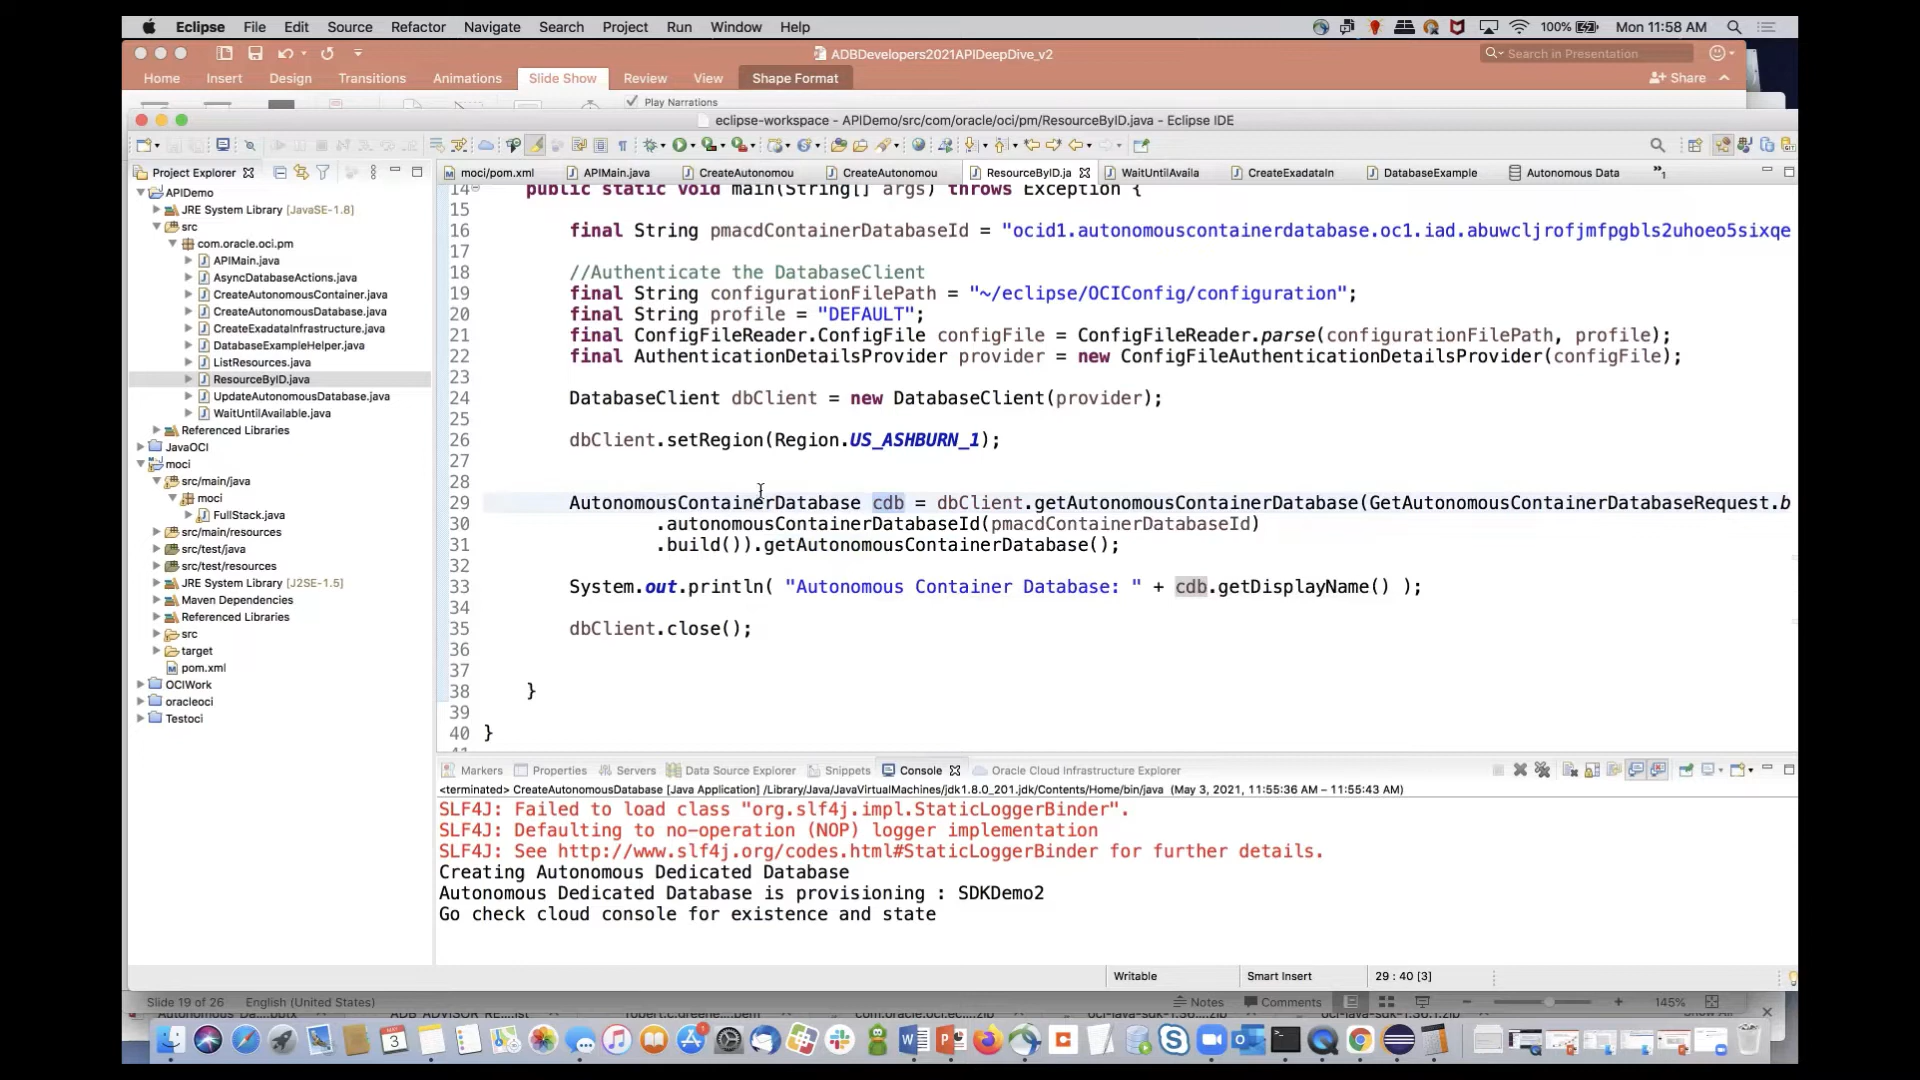 Eclipse File Edit Source Refactor Navigate Search Project Run Window Help 100% Mon 11:58 AM
ADBDevelopers2021APIDeepDive_v2 Search in Presentation
Home Insert Design Transitions Animations Slide Show Review View Shape Format Share
Play Narrations
eclipse-workspace - APIDemo/src/com/oracle/oci/pm/ResourceByID.java - Eclipse IDE
Project Explorer
moci/pom.xml APIMain.java CreateAutonomou CreateAutonomou ResourceByID.ja WaitUntilAvaila CreateExadataIn DatabaseExample Autonomous Data »1
APIDemo
JRE System Library [JavaSE-1.8]
src
com.oracle.oci.pm
APIMain.java
AsyncDatabaseActions.java
CreateAutonomousContainer.java
CreateAutonomousDatabase.java
CreateExadataInfrastructure.java
DatabaseExampleHelper.java
ListResources.java
ResourceByID.java
UpdateAutonomousDatabase.java
WaitUntilAvailable.java
Referenced Libraries
JavaOCI
moci
src/main/java
moci
FullStack.java
src/main/resources
src/test/java
src/test/resources
JRE System Library [J2SE-1.5]
Maven Dependencies
Referenced Libraries
src
target
pom.xml
OCIWork
oracleoci
Testoci
14 public static void main(String[] args) throws Exception {
15
16 final String pmacdContainerDatabaseId = "ocid1.autonomouscontainerdatabase.oc1.iad.abuwcljrofjmfpgbls2uhoeo5sixqe
17
18 //Authenticate the DatabaseClient
19 final String configurationFilePath = "~/eclipse/OCIConfig/configuration";
20 final String profile = "DEFAULT";
21 final ConfigFileReader.ConfigFile configFile = ConfigFileReader.parse(configurationFilePath, profile);
22 final AuthenticationDetailsProvider provider = new ConfigFileAuthenticationDetailsProvider(configFile);
23
24 DatabaseClient dbClient = new DatabaseClient(provider);
25
26 dbClient.setRegion(Region.US_ASHBURN_1);
27
28
29 AutonomousContainerDatabase cdb = dbClient.getAutonomousContainerDatabase(GetAutonomousContainerDatabaseRequest.b
30 .autonomousContainerDatabaseId(pmacdContainerDatabaseId)
31 .build()).getAutonomousContainerDatabase();
32
33 System.out.println( "Autonomous Container Database: " + cdb.getDisplayName() );
34
35 dbClient.close();
36
37
38 }
39
40 }
Markers Properties Servers Data Source Explorer Snippets Console Oracle Cloud Infrastructure Explorer
<terminated> CreateAutonomousDatabase [Java Application] /Library/Java/JavaVirtualMachines/jdk1.8.0_201.jdk/Contents/Home/bin/java (May 3, 2021, 11:55:36 AM – 11:55:43 AM)
SLF4J: Failed to load class "org.slf4j.impl.StaticLoggerBinder".
SLF4J: Defaulting to no-operation (NOP) logger implementation
SLF4J: See http://www.slf4j.org/codes.html#StaticLoggerBinder for further details.
Creating Autonomous Dedicated Database
Autonomous Dedicated Database is provisioning : SDKDemo2
Go check cloud console for existence and state
Writable Smart Insert 29 : 40 [3]
Slide 19 of 26 English (United States) Notes Comments 145%